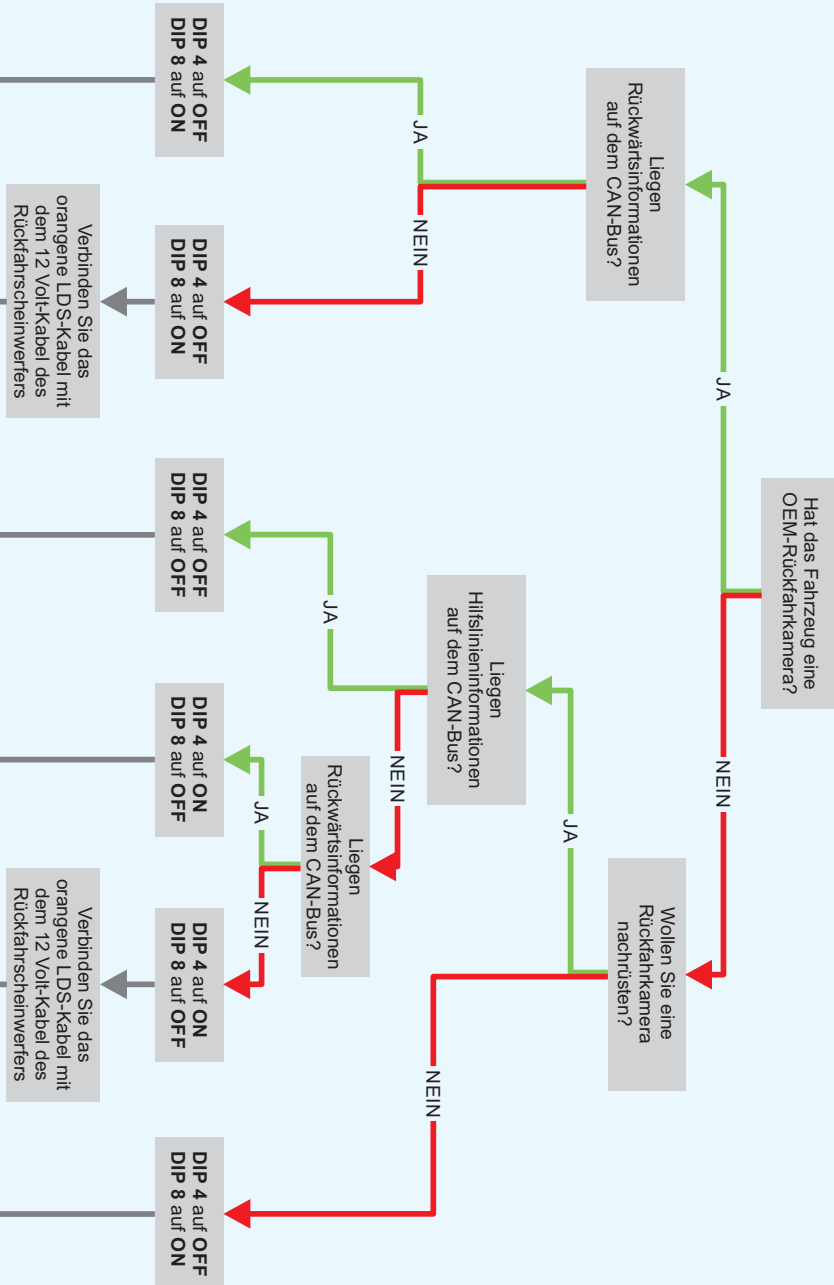 Hat das Fahrzeug eine
OEM-Rückfahrkamera?
JA
NEIN
Liegen
Rückwärtsinformationen
auf dem CAN-Bus?
Wollen Sie eine
Rückfahrkamera
nachrüsten?
JA
NEIN
JA
NEIN
Liegen
Hilfslinieninformationen
auf dem CAN-Bus?
JA
NEIN
Liegen
Rückwärtsinformationen
auf dem CAN-Bus?
JA
NEIN
DIP 4 auf OFF
DIP 8 auf ON
DIP 4 auf OFF
DIP 8 auf ON
DIP 4 auf OFF
DIP 8 auf OFF
DIP 4 auf ON
DIP 8 auf OFF
DIP 4 auf ON
DIP 8 auf OFF
DIP 4 auf OFF
DIP 8 auf ON
Verbinden Sie das
orangene LDS-Kabel mit
dem 12 Volt-Kabel des
Rückfahrscheinwerfers
Verbinden Sie das
orangene LDS-Kabel mit
dem 12 Volt-Kabel des
Rückfahrscheinwerfers